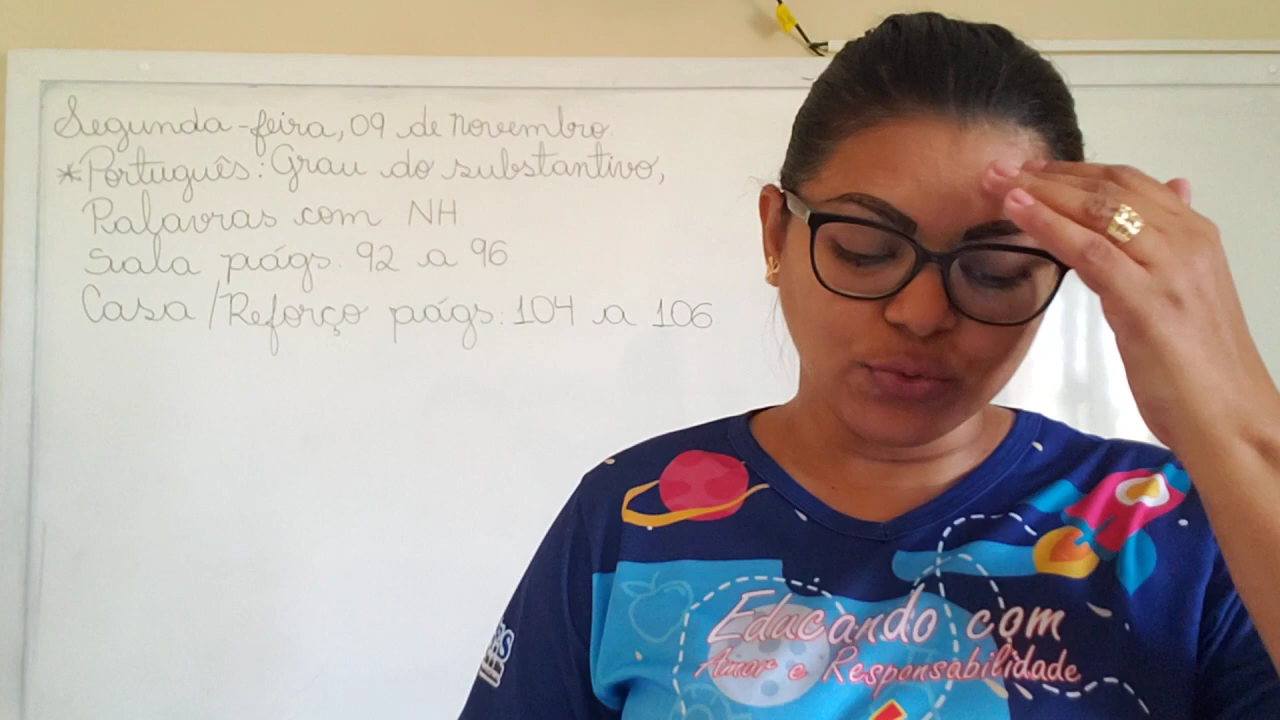 Segunda-feira, 09 de novembro.
*Português: Grau do substantivo,
Palavras com NH.
Sala págs. 92 a 96
Casa/Reforço págs: 104 a 106
Educando com
Amor e Responsabilidade